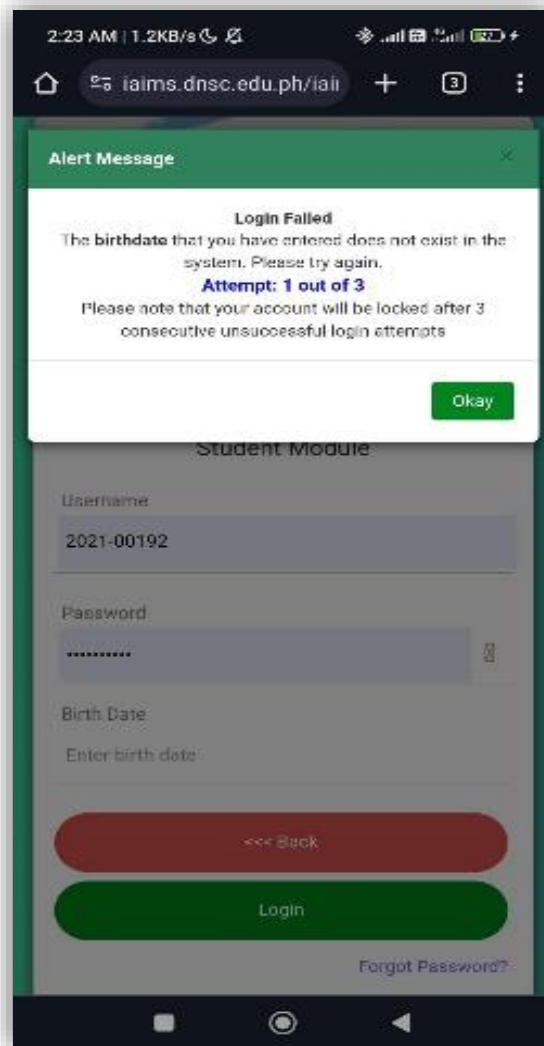 2:23 AM | 1.2KB/s
iaims.dnsc.edu.ph/iaii
3
Alert Message
×
Login Failed
The birthdate that you have entered does not exist in the
system. Please try again.
Attempt: 1 out of 3
Please note that your account will be locked after 3
consecutive unsuccessful login attempts
Okay
Student Module
Username
2021-00192
Password
••••••••••
Birth Date
Enter birth date
<<< Back
Login
Forgot Password?